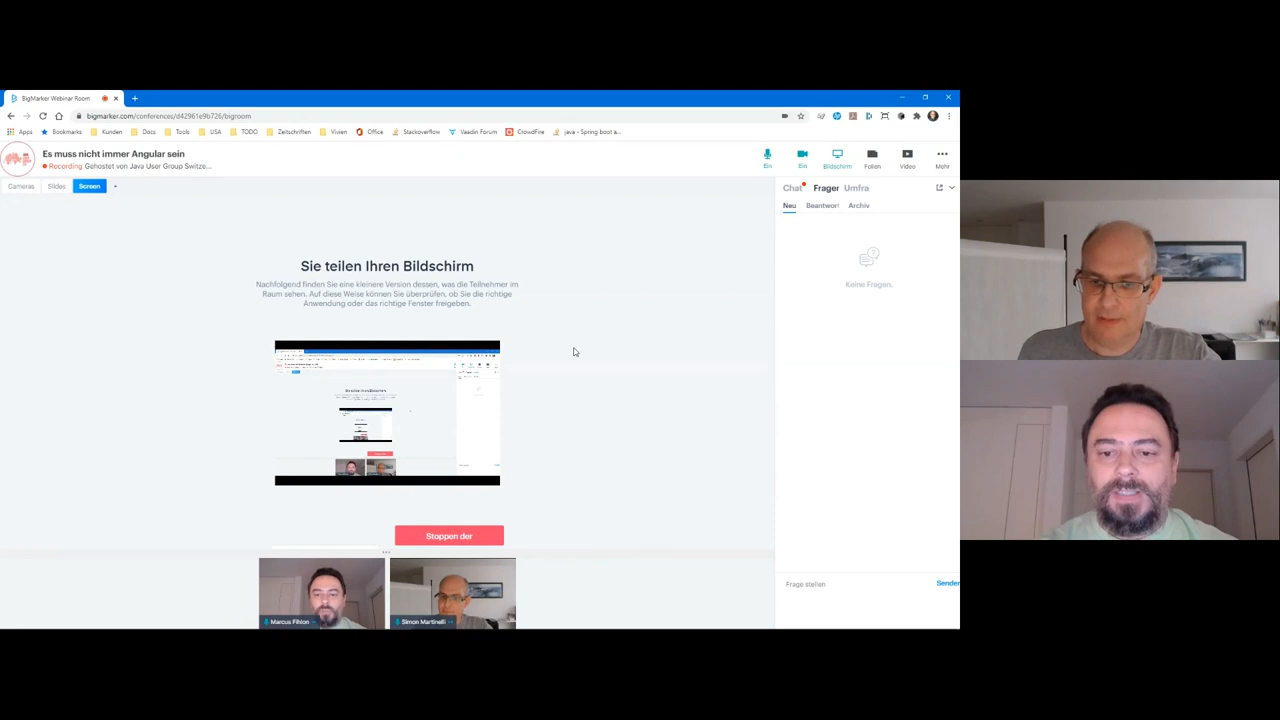 BigMarker Webinar Room
bigmarker.com/conferences/d42961e9b726/bigroom
Apps Bookmarks Kunden Docs Tools USA TODO Zeitschriften Vivien Office Stackoverflow Vaadin Forum CrowdFire java - Spring boot a...
Es muss nicht immer Angular sein
Recording Gehostet von Java User Group Switze...
Ein Ein Bildschirm Folien Video Mehr
Cameras Slides Screen
Chat Frager Umfra
Neu Beantwort Archiv
Sie teilen Ihren Bildschirm
Nachfolgend finden Sie eine kleinere Version dessen, was die Teilnehmer im
Raum sehen. Auf diese Weise können Sie überprüfen, ob Sie die richtige
Anwendung oder das richtige Fenster freigeben.
Keine Fragen.
Stoppen der
Frage stellen Senden
Marcus Fihlon
Simon Martinelli